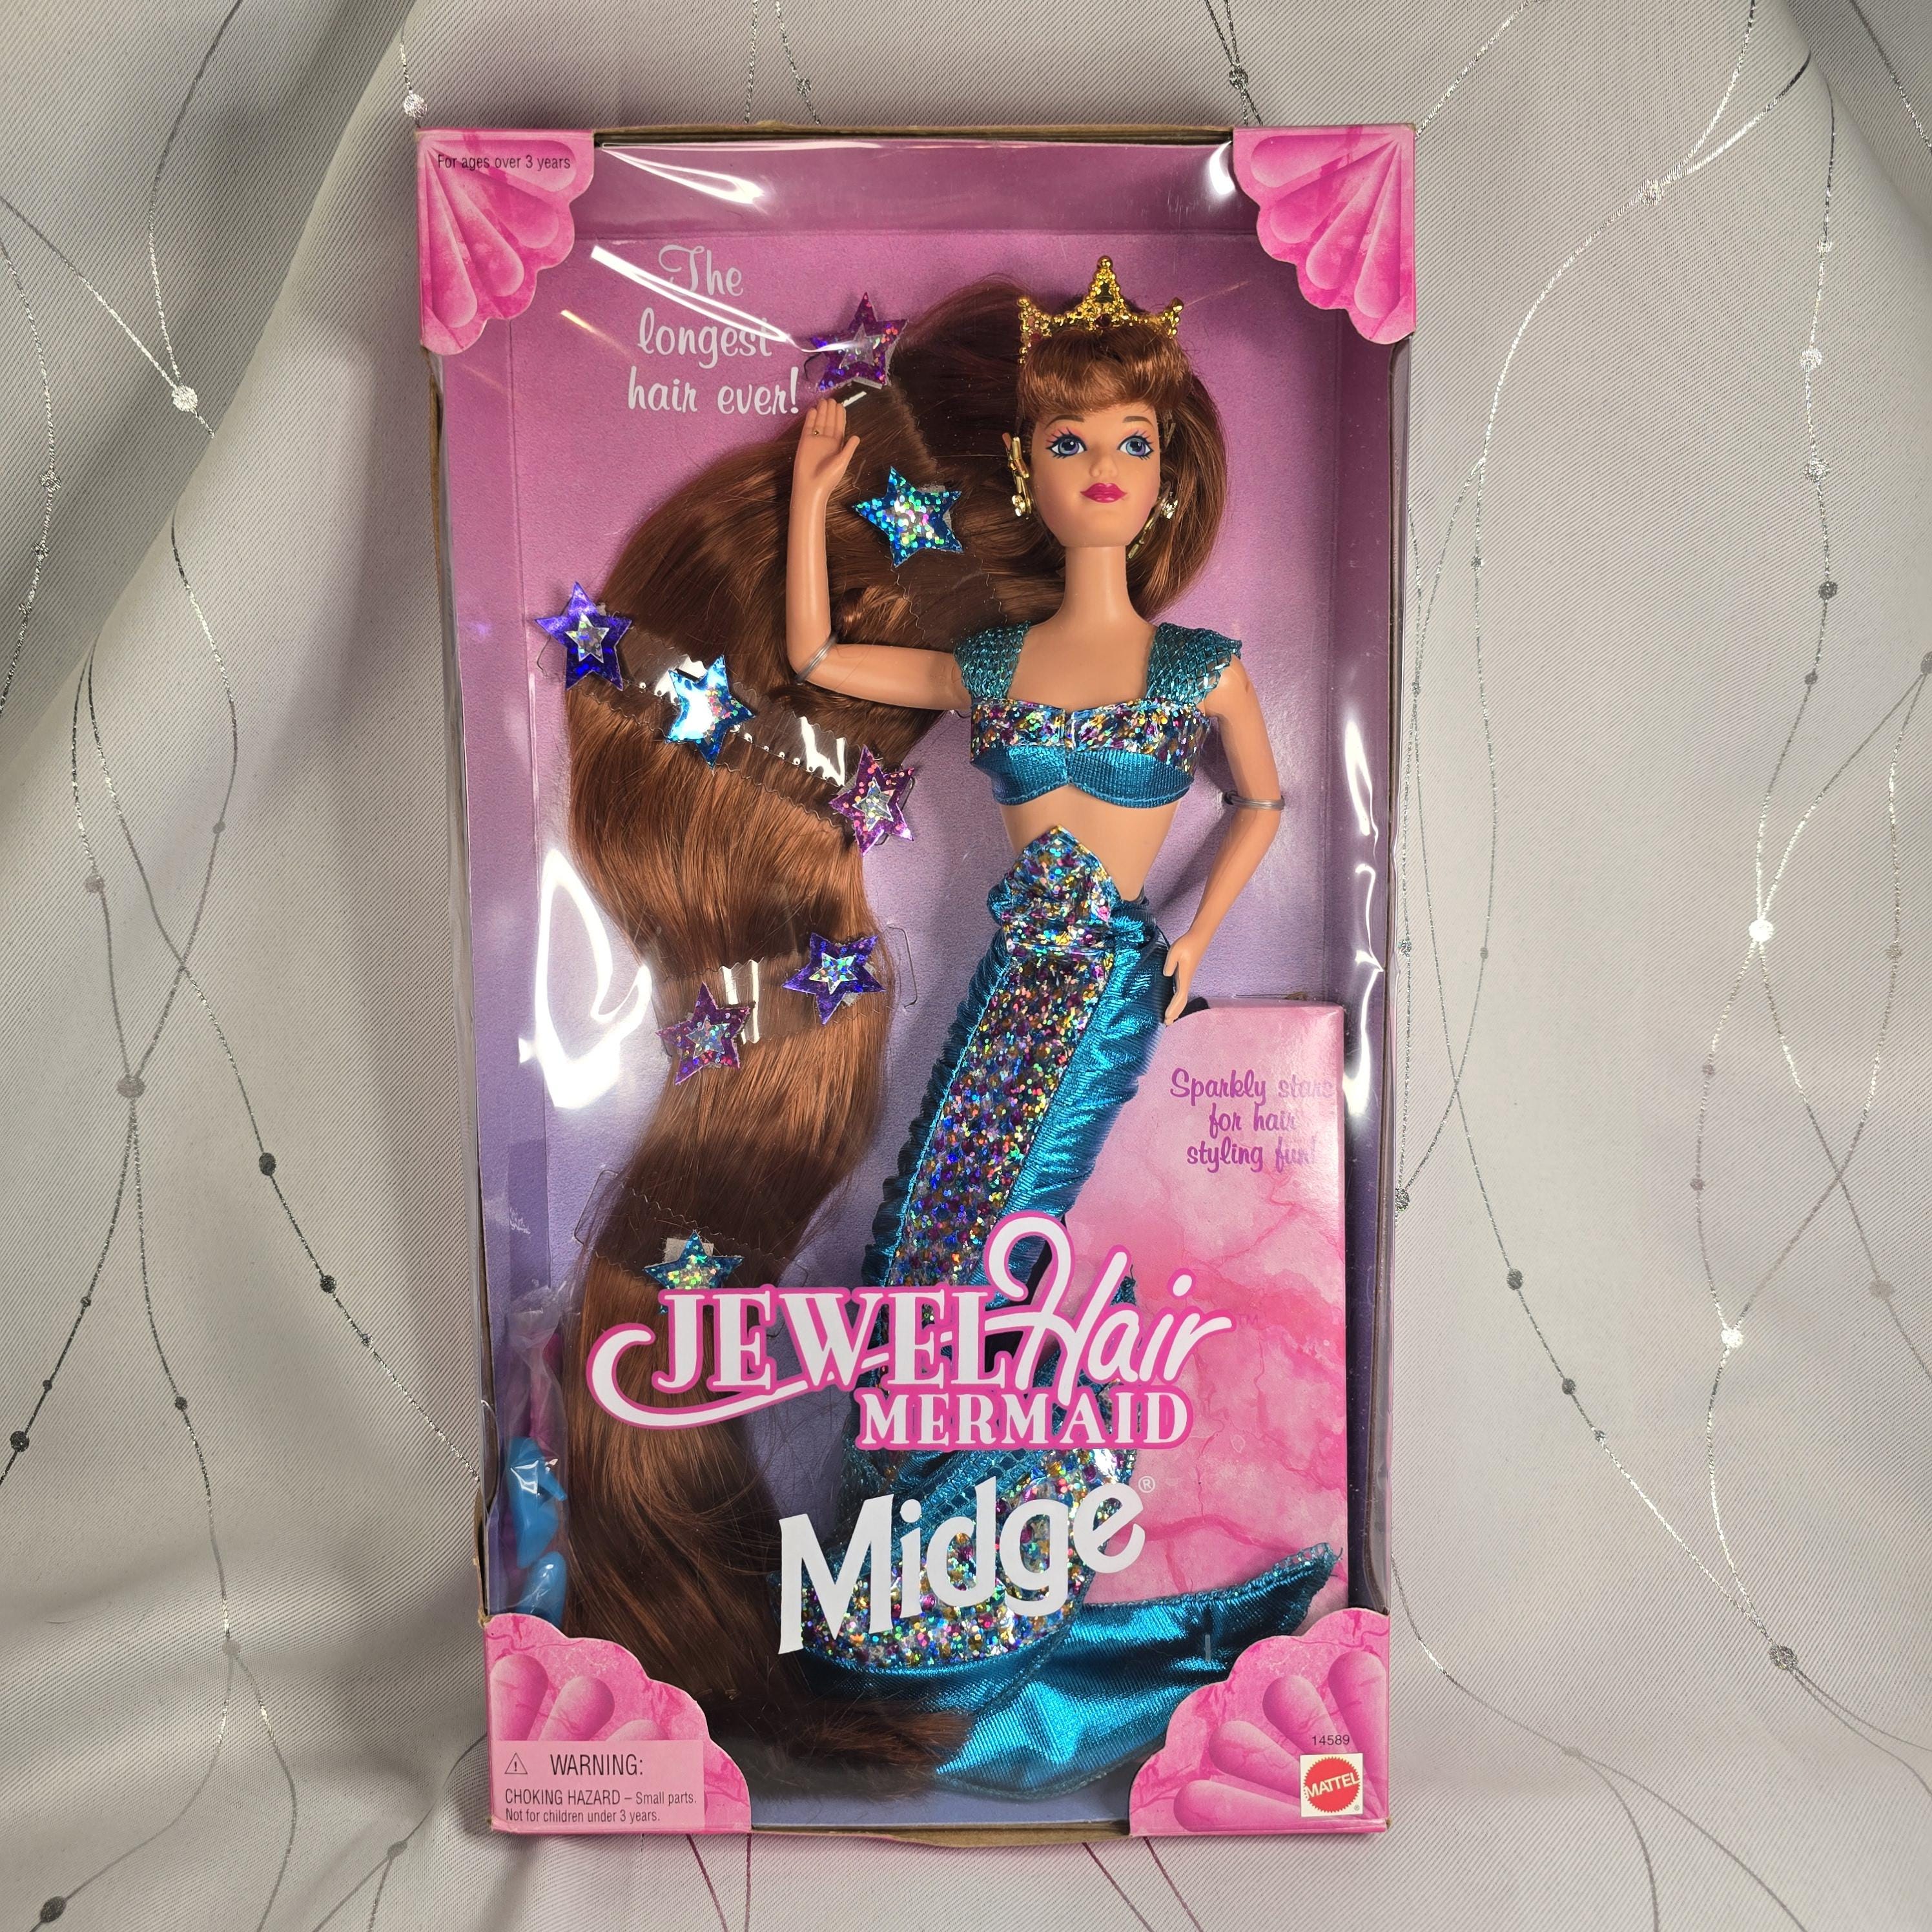 For ages over 3 years
The
longest
hair ever!
Sparkly stars
for hair
styling fun!
JEWEL Hair
MERMAID
Midge®
14589
MATTEL
⚠ WARNING:
CHOKING HAZARD – Small parts.
Not for children under 3 years.